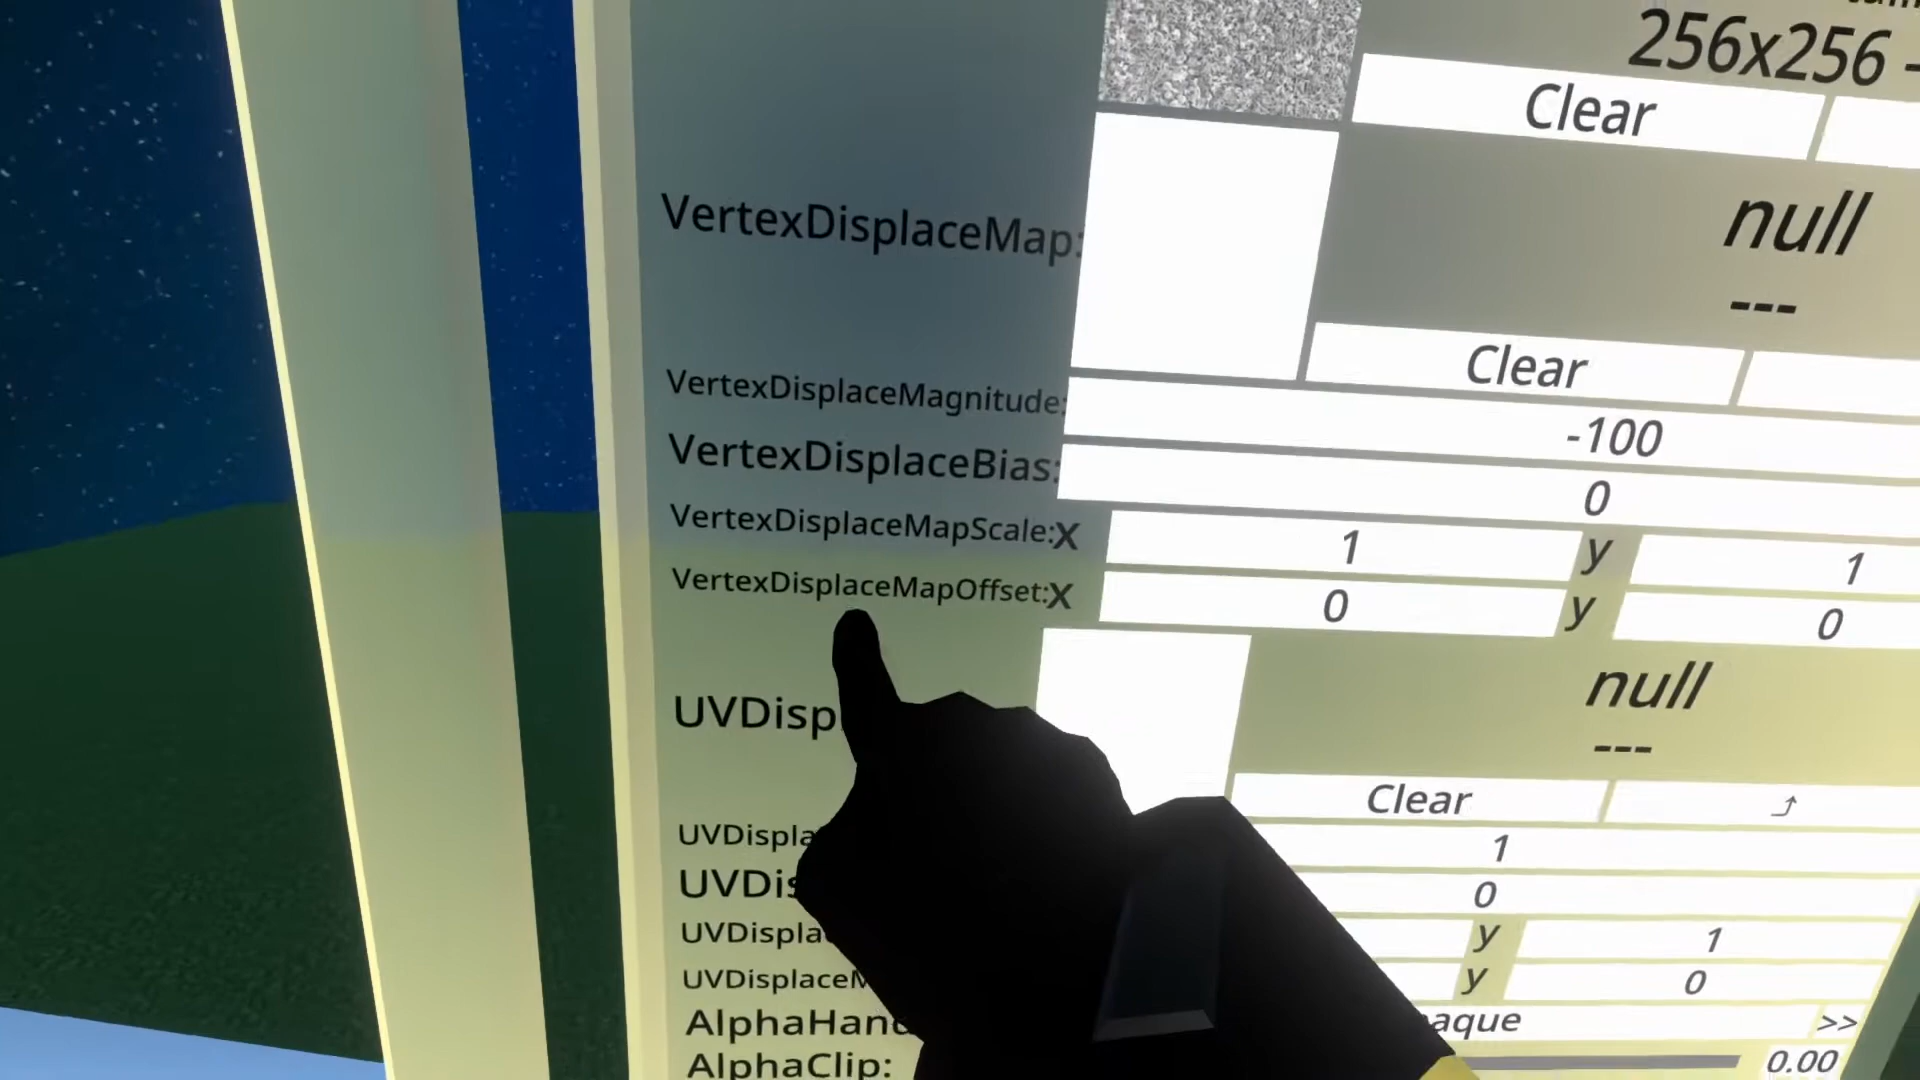 256x256 -
Clear
VertexDisplaceMap:
null
---
Clear
VertexDisplaceMagnitude:
-100
VertexDisplaceBias:
0
VertexDisplaceMapScale:x 1 y 1
VertexDisplaceMapOffset:x 0 y 0
null
---
Clear ⤴
1
0
y 1
y 0
>>
AlphaClip: 0.00